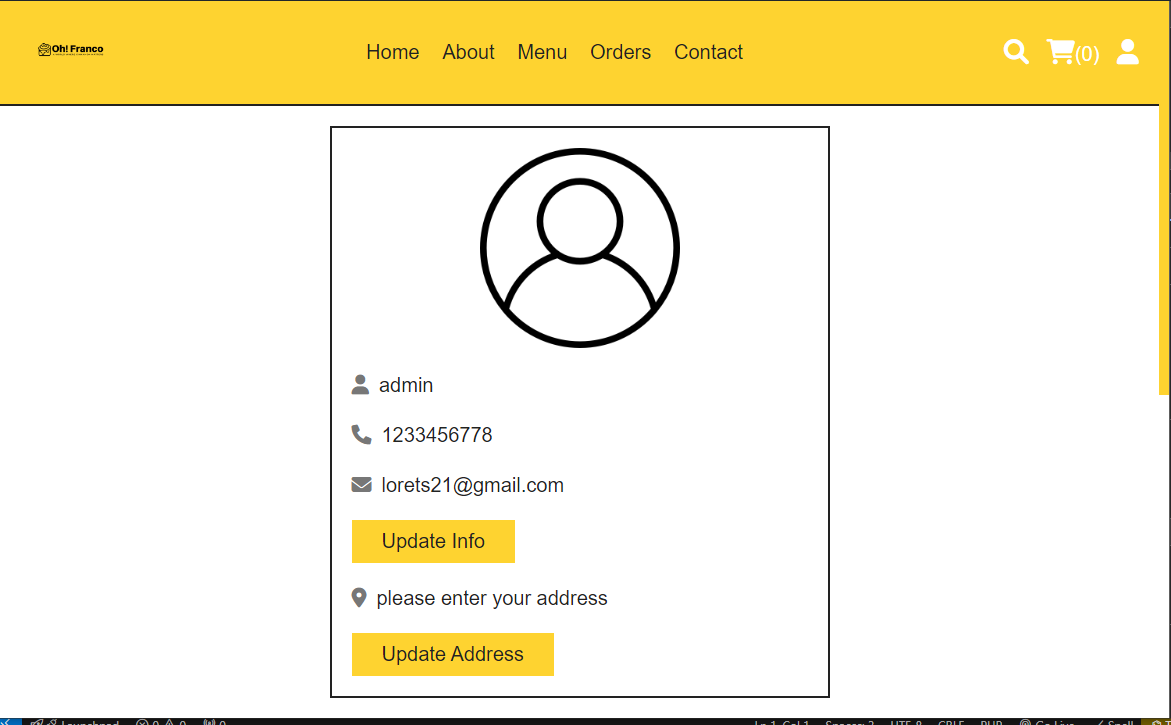 Oh! Franco
Home About Menu Orders Contact
(0)
admin
1233456778
lorets21@gmail.com
Update Info
please enter your address
Update Address